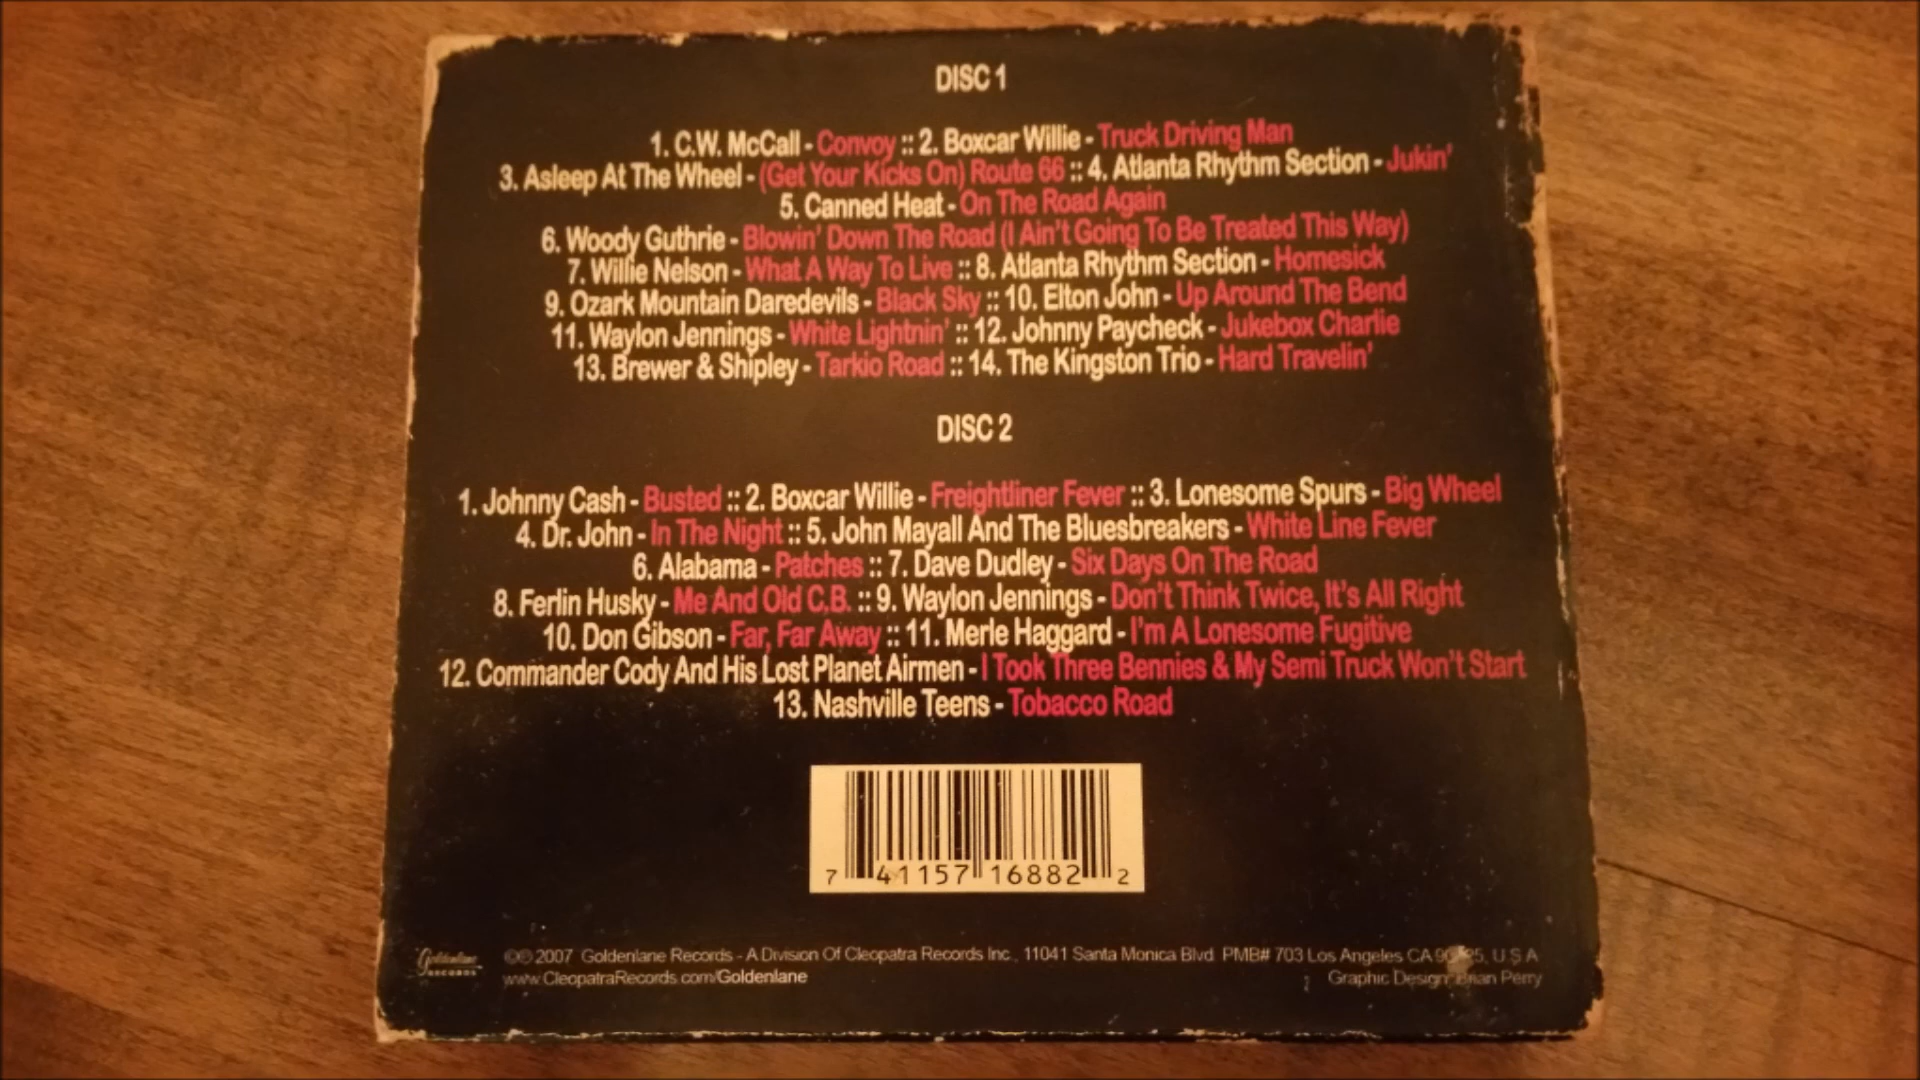 DISC 1
1. C.W. McCall - Convoy :: 2. Boxcar Willie - Truck Driving Man
3. Asleep At The Wheel - (Get Your Kicks On) Route 66 :: 4. Atlanta Rhythm Section - Jukin'
5. Canned Heat - On The Road Again
6. Woody Guthrie - Blowin' Down The Road (I Ain't Going To Be Treated This Way)
7. Willie Nelson - What A Way To Live :: 8. Atlanta Rhythm Section - Homesick
9. Ozark Mountain Daredevils - Black Sky :: 10. Elton John - Up Around The Bend
11. Waylon Jennings - White Lightnin' :: 12. Johnny Paycheck - Jukebox Charlie
13. Brewer & Shipley - Tarkio Road :: 14. The Kingston Trio - Hard Travelin'
DISC 2
1. Johnny Cash - Busted :: 2. Boxcar Willie - Freightliner Fever :: 3. Lonesome Spurs - Big Wheel
4. Dr. John - In The Night :: 5. John Mayall And The Bluesbreakers - White Line Fever
6. Alabama - Patches :: 7. Dave Dudley - Six Days On The Road
8. Ferlin Husky - Me And Old C.B. :: 9. Waylon Jennings - Don't Think Twice, It's All Right
10. Don Gibson - Far, Far Away :: 11. Merle Haggard - I'm A Lonesome Fugitive
12. Commander Cody And His Lost Planet Airmen - I Took Three Bennies & My Semi Truck Won't Start
13. Nashville Teens - Tobacco Road
7 41157 16882 2
Goldenlane RECORDS
©℗ 2007 Goldenlane Records - A Division Of Cleopatra Records Inc., 11041 Santa Monica Blvd PMB# 703 Los Angeles CA U.S.A
www.CleopatraRecords.com/Goldenlane
Graphic Design: Brian Perry